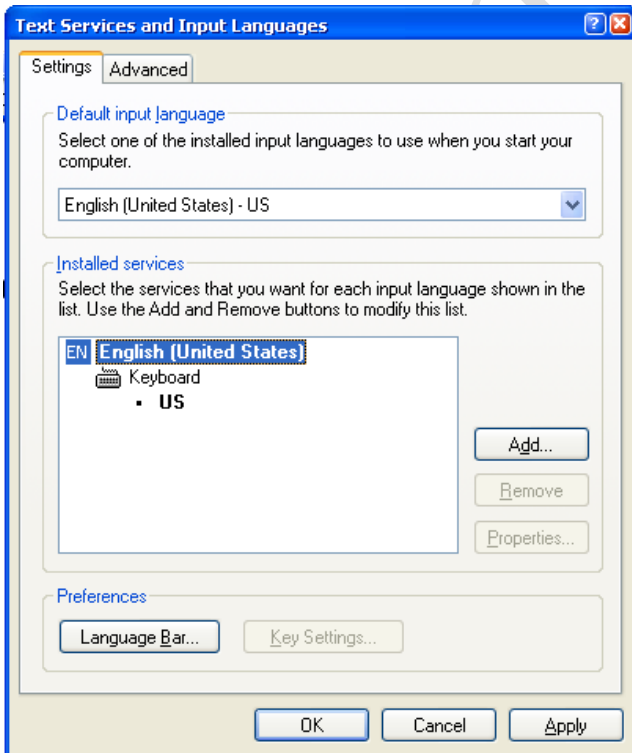 Text Services and Input Languages
Settings Advanced
Default input language
Select one of the installed input languages to use when you start your
computer.
English (United States) - US
Installed services
Select the services that you want for each input language shown in the
list. Use the Add and Remove buttons to modify this list.
EN English (United States)
Keyboard
US
Add...
Remove
Properties...
Preferences
Language Bar... Key Settings...
OK Cancel Apply